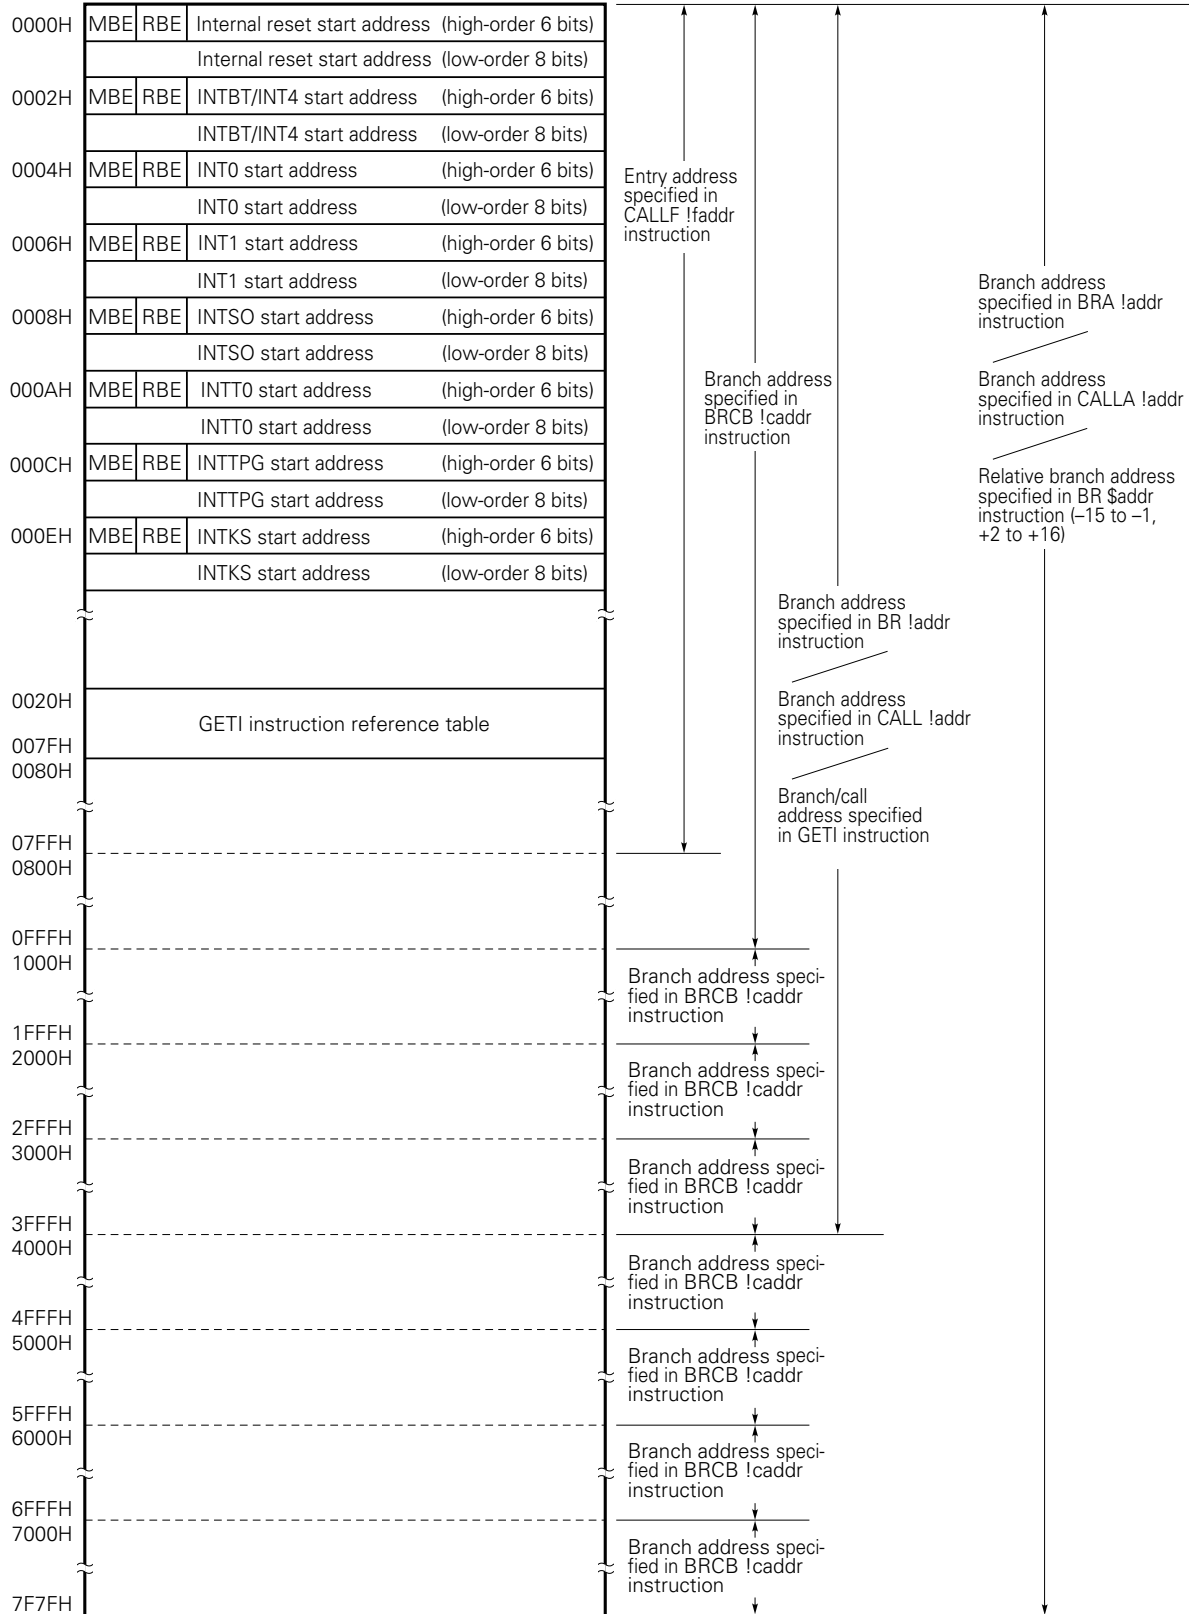 0000H MBE RBE Internal reset start address (high-order 6 bits)
Internal reset start address (low-order 8 bits)
0002H MBE RBE INTBT/INT4 start address (high-order 6 bits)
INTBT/INT4 start address (low-order 8 bits)
0004H MBE RBE INT0 start address (high-order 6 bits)
INT0 start address (low-order 8 bits)
0006H MBE RBE INT1 start address (high-order 6 bits)
INT1 start address (low-order 8 bits)
0008H MBE RBE INTSO start address (high-order 6 bits)
INTSO start address (low-order 8 bits)
000AH MBE RBE INTT0 start address (high-order 6 bits)
INTT0 start address (low-order 8 bits)
000CH MBE RBE INTTPG start address (high-order 6 bits)
INTTPG start address (low-order 8 bits)
000EH MBE RBE INTKS start address (high-order 6 bits)
INTKS start address (low-order 8 bits)
0020H
GETI instruction reference table
007FH
0080H
07FFH
0800H
0FFFH
1000H
1FFFH
2000H
2FFFH
3000H
3FFFH
4000H
4FFFH
5000H
5FFFH
6000H
6FFFH
7000H
7F7FH
Entry address
specified in
CALLF !faddr
instruction
Branch address
specified in
BRCB !caddr
instruction
Branch address
specified in BR !addr
instruction
Branch address
specified in CALL !addr
instruction
Branch/call
address specified
in GETI instruction
Branch address
specified in BRA !addr
instruction
Branch address
specified in CALLA !addr
instruction
Relative branch address
specified in BR $addr
instruction (–15 to –1,
+2 to +16)
Branch address speci-
fied in BRCB !caddr
instruction
Branch address speci-
fied in BRCB !caddr
instruction
Branch address speci-
fied in BRCB !caddr
instruction
Branch address speci-
fied in BRCB !caddr
instruction
Branch address speci-
fied in BRCB !caddr
instruction
Branch address speci-
fied in BRCB !caddr
instruction
Branch address speci-
fied in BRCB !caddr
instruction